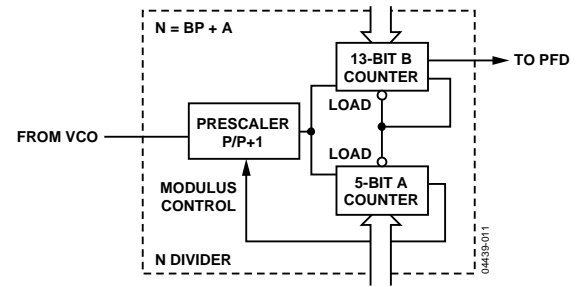 N = BP + A
13-BIT B
COUNTER
TO PFD
LOAD
PRESCALER
P/P+1
FROM VCO
LOAD
MODULUS
CONTROL
5-BIT A
COUNTER
N DIVIDER
04439-011